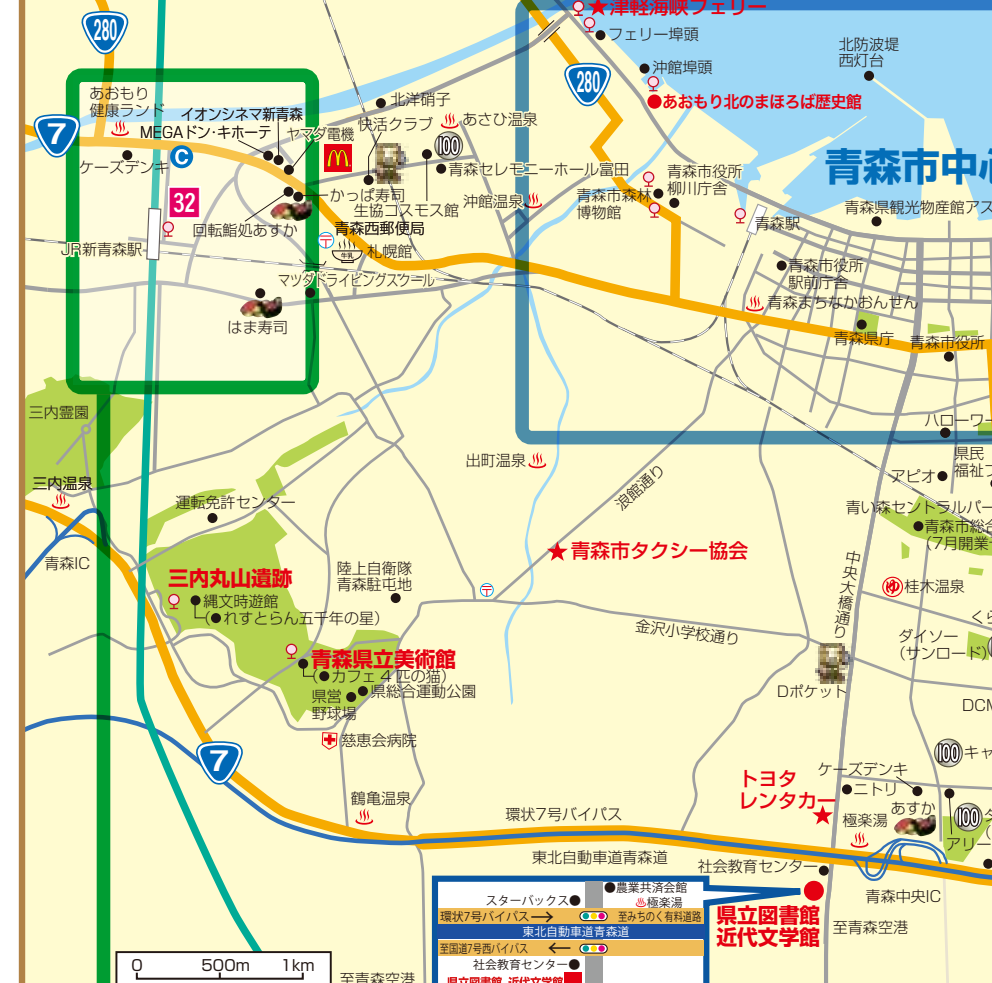 ★津軽海峡フェリー
フェリー埠頭
280
280
沖館埠頭
北防波堤
西灯台
あおもり
健康ランド
イオンシネマ新青森
北洋硝子
あおもり北のまほろば歴史館
7
MEGAドン・キホーテ
ヤマダ電機
快活クラブ
あさひ温泉
100
ケーズデンキ
C
青森セレモニーホール富田
青森市役所
柳川庁舎
青森市中心
32
かっぱ寿司
生協コスモス館
沖館温泉
青森市森林
博物館
青森県観光物産館アス
回転鮨処あすか
青森西郵便局
青森駅
JR新青森駅
牛乳
札幌館
マツダドライビングスクール
青森市役所
駅前庁舎
はま寿司
青森まちなかおんせん
青森県庁
青森市役所
三内霊園
ハローワー
出町温泉
浪館通り
県民
福祉プ
アピオ
三内温泉
運転免許センター
青い森セントラルパー
青森市総合
(7月開業
青森IC
★青森市タクシー協会
中央大橋通り
三内丸山遺跡
陸上自衛隊
青森駐屯地
ゆ
桂木温泉
縄文時遊館
(●れすとらん五千年の星)
くら
金沢小学校通り
ダイソー
(サンロード)
青森県立美術館
(●カフェ 4 匹の猫)
県営
野球場
県総合運動公園
Dポケット
DCM
慈恵会病院
7
100
キャ
トヨタ
レンタカー
ケーズデンキ
ニトリ
あすか
鶴亀温泉
環状7号バイパス
極楽湯
100
アリー
東北自動車道青森道
社会教育センター
青森中央IC
スターバックス
農業共済会館
極楽湯
県立図書館
近代文学館
至青森空港
環状7号バイパス
至みちのく有料道路
東北自動車道青森道
至国道7号西バイパス
社会教育センター
県立図書館 近代文学館
0 500m 1km
至青森空港